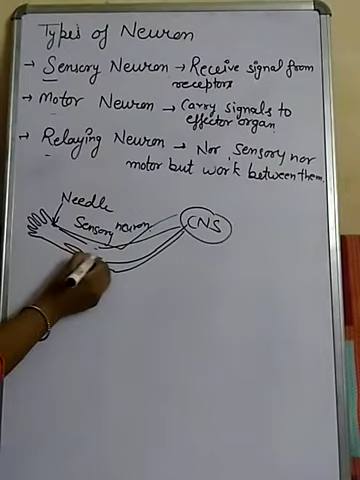 Types of Neuron
→ Sensory Neuron → Receive signal from
receptors
→ Motor Neuron → Carry signals to
effector organ.
→ Relaying Neuron → Nor Sensory nor
motor but work between them.
Needle
Sensory neuron
CNS